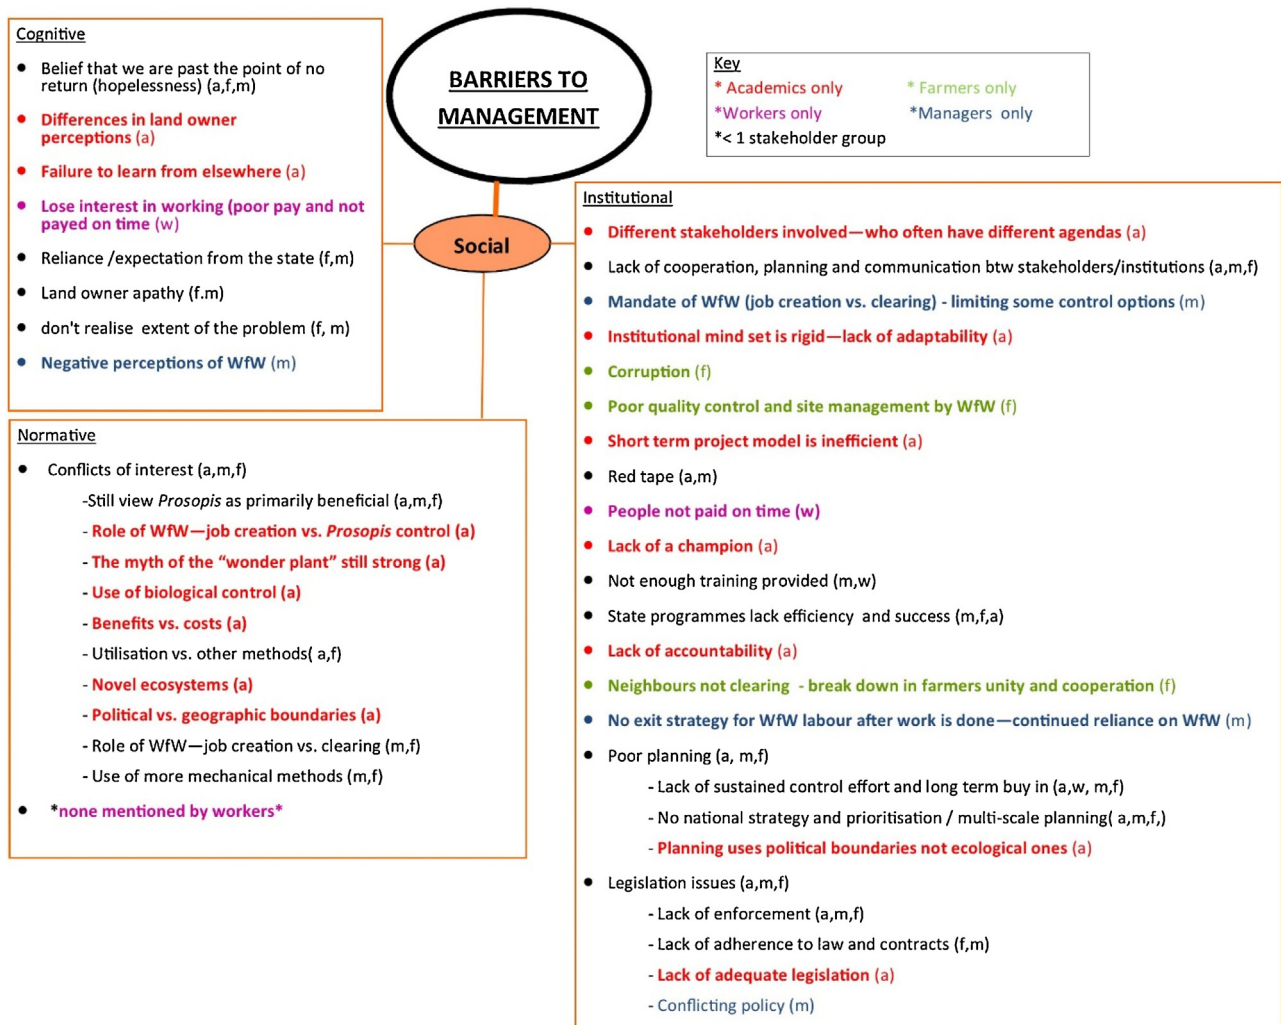 BARRIERS TO
MANAGEMENT
Key
* Academics only
* Farmers only
*Workers only
*Managers only
*< 1 stakeholder group
Social
Cognitive
• Belief that we are past the point of no
return (hopelessness) (a,f,m)
• Differences in land owner
perceptions (a)
• Failure to learn from elsewhere (a)
• Lose interest in working (poor pay and not
payed on time (w)
• Reliance /expectation from the state (f,m)
• Land owner apathy (f.m)
• don't realise extent of the problem (f, m)
• Negative perceptions of WfW (m)
Normative
• Conflicts of interest (a,m,f)
-Still view Prosopis as primarily beneficial (a,m,f)
- Role of WfW—job creation vs. Prosopis control (a)
- The myth of the “wonder plant” still strong (a)
- Use of biological control (a)
- Benefits vs. costs (a)
- Utilisation vs. other methods( a,f)
- Novel ecosystems (a)
- Political vs. geographic boundaries (a)
- Role of WfW—job creation vs. clearing (m,f)
- Use of more mechanical methods (m,f)
• *none mentioned by workers*
Institutional
• Different stakeholders involved—who often have different agendas (a)
• Lack of cooperation, planning and communication btw stakeholders/institutions (a,m,f)
• Mandate of WfW (job creation vs. clearing) - limiting some control options (m)
• Institutional mind set is rigid—lack of adaptability (a)
• Corruption (f)
• Poor quality control and site management by WfW (f)
• Short term project model is inefficient (a)
• Red tape (a,m)
• People not paid on time (w)
• Lack of a champion (a)
• Not enough training provided (m,w)
• State programmes lack efficiency and success (m,f,a)
• Lack of accountability (a)
• Neighbours not clearing - break down in farmers unity and cooperation (f)
• No exit strategy for WfW labour after work is done—continued reliance on WfW (m)
• Poor planning (a, m,f)
- Lack of sustained control effort and long term buy in (a,w, m,f)
- No national strategy and prioritisation / multi-scale planning( a,m,f,)
- Planning uses political boundaries not ecological ones (a)
• Legislation issues (a,m,f)
- Lack of enforcement (a,m,f)
- Lack of adherence to law and contracts (f,m)
- Lack of adequate legislation (a)
- Conflicting policy (m)